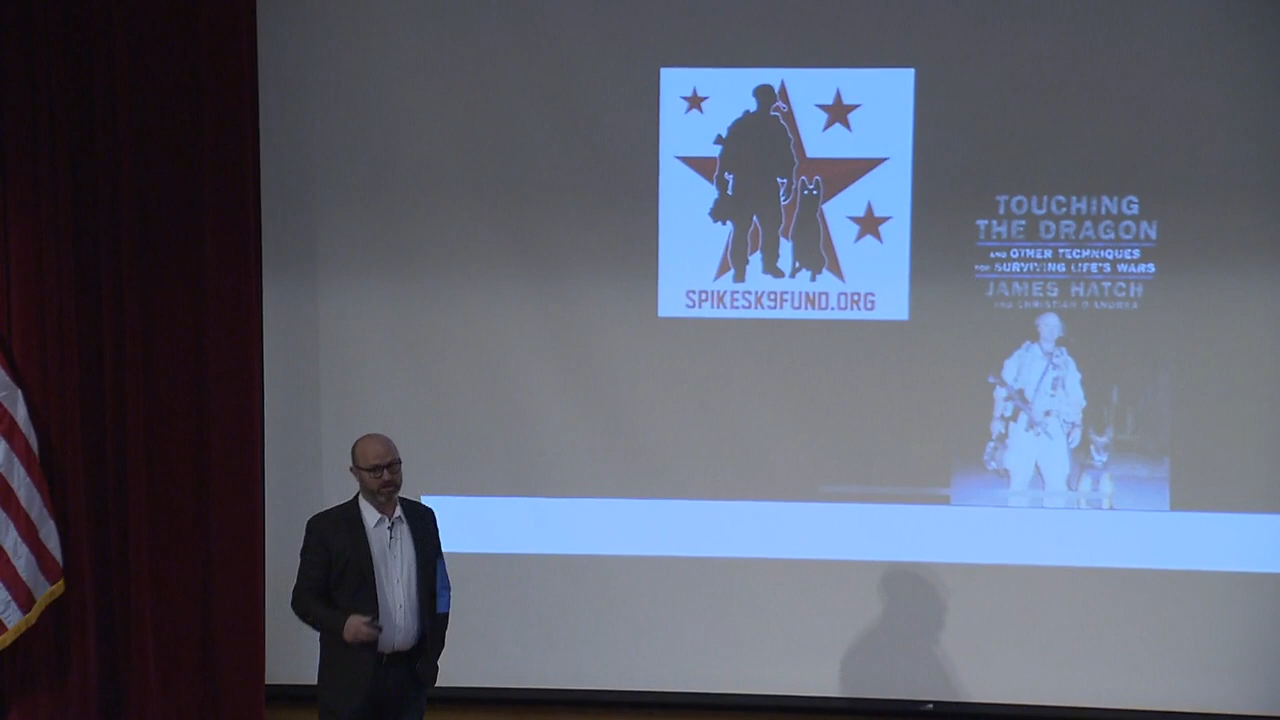 SPIKESK9FUND.ORG
TOUCHING
THE DRAGON
AND OTHER TECHNIQUES
FOR SURVIVING LIFE'S WARS
JAMES HATCH
AND CHRISTIAN D'ANDREA